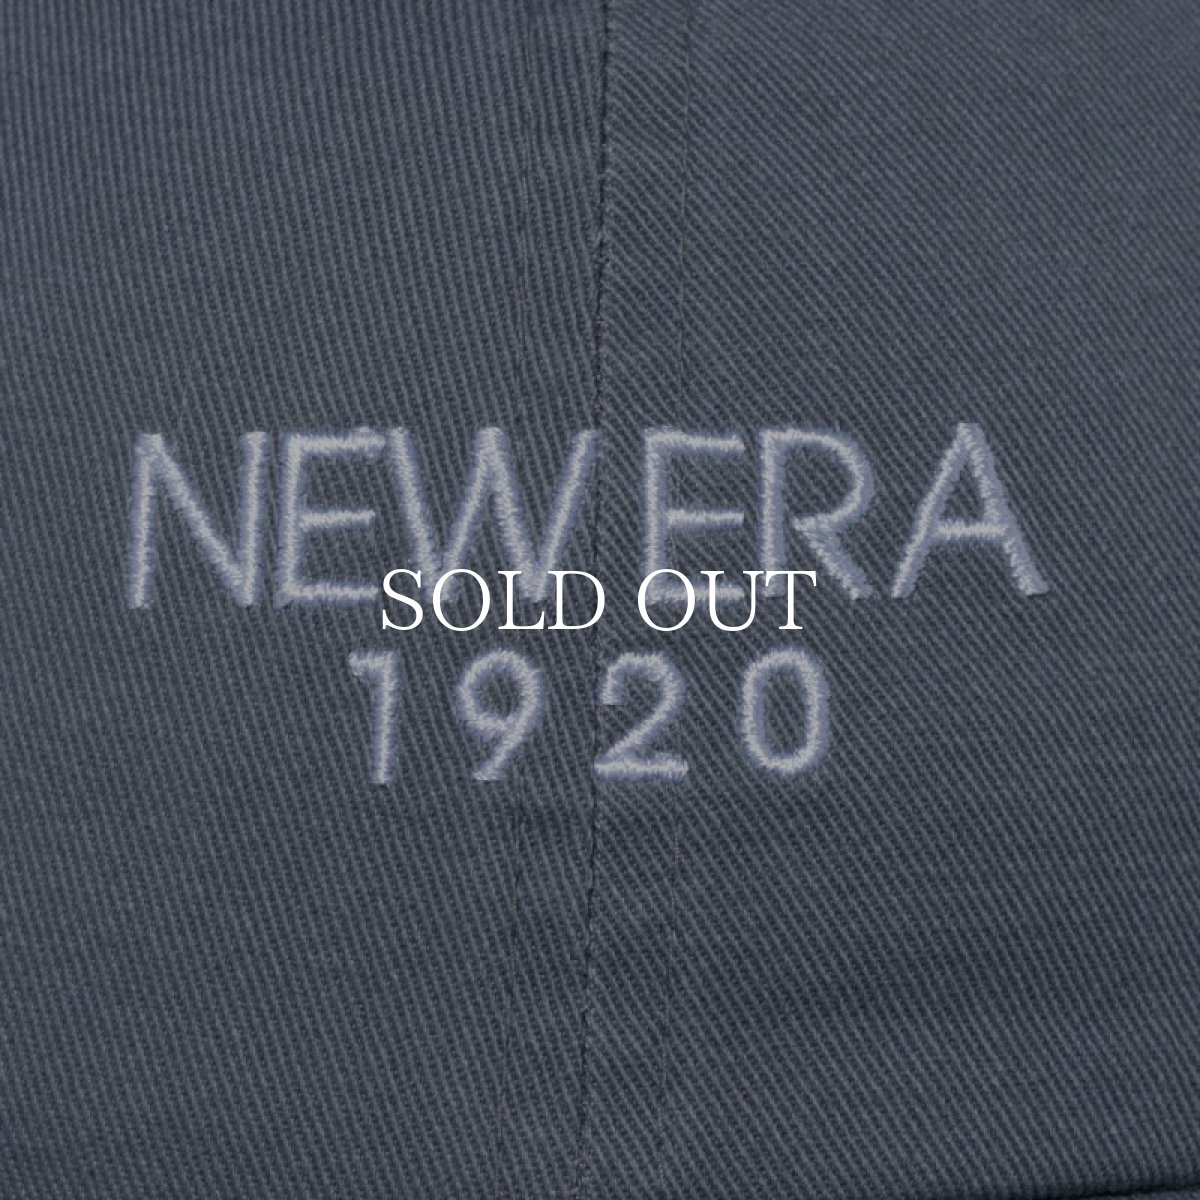 NEW ERA
SOLD OUT
1920